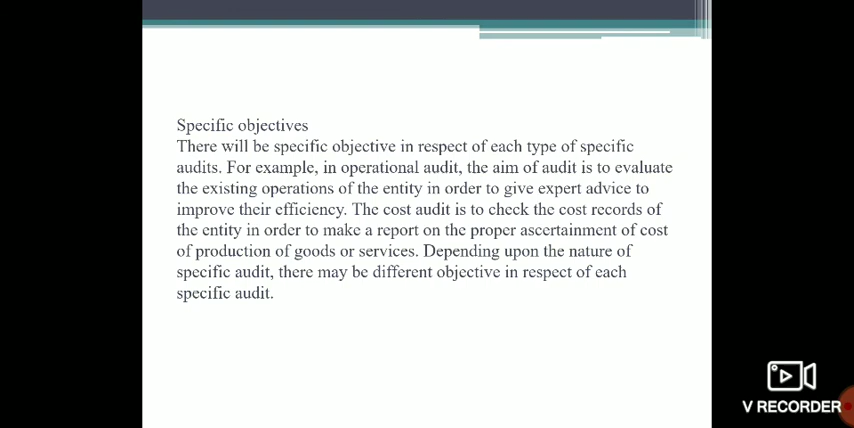 Specific objectives
There will be specific objective in respect of each type of specific
audits. For example, in operational audit, the aim of audit is to evaluate
the existing operations of the entity in order to give expert advice to
improve their efficiency. The cost audit is to check the cost records of
the entity in order to make a report on the proper ascertainment of cost
of production of goods or services. Depending upon the nature of
specific audit, there may be different objective in respect of each
specific audit.
V RECORDER